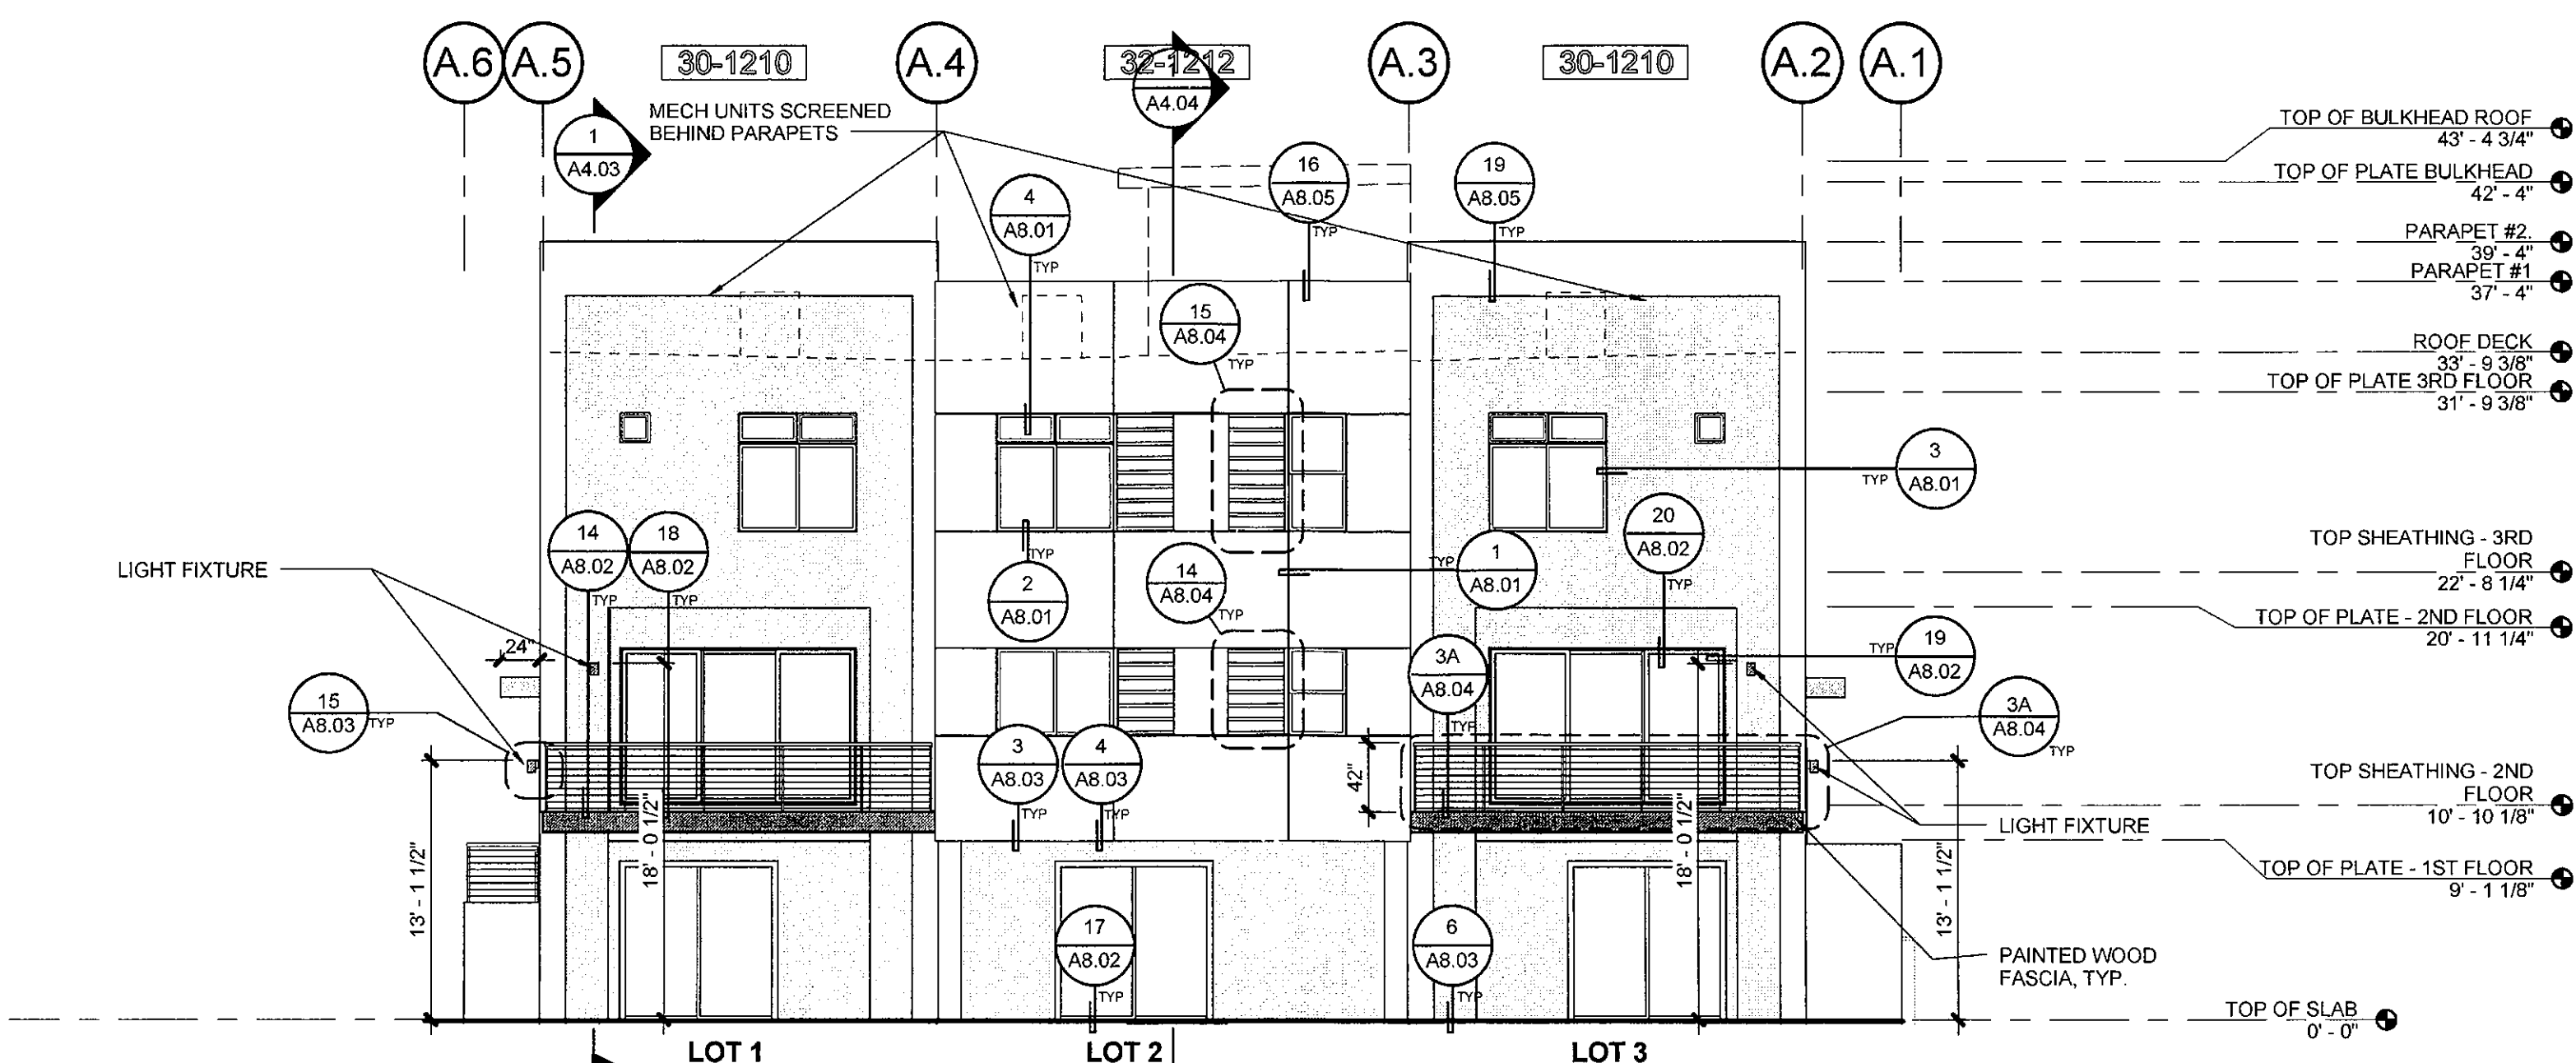 A.6
A.5
30-1210
A.4
32-1212
A.3
30-1210
A.2
A.1
A4.04
MECH UNITS SCREENED
BEHIND PARAPETS
1
A4.03
4
A8.01
TYP
16
A8.05
TYP
19
A8.05
TYP
15
A8.04
TYP
TOP OF BULKHEAD ROOF
43' - 4 3/4"
TOP OF PLATE BULKHEAD
42' - 4"
PARAPET #2.
39' - 4"
PARAPET #1
37' - 4"
ROOF DECK
33' - 9 3/8"
TOP OF PLATE 3RD FLOOR
31' - 9 3/8"
3
A8.01
TYP
20
A8.02
TYP
14
A8.02
TYP
18
A8.02
TYP
LIGHT FIXTURE
TYP
2
A8.01
14
A8.04
TYP
TYP
1
A8.01
TOP SHEATHING - 3RD
FLOOR
22' - 8 1/4"
TOP OF PLATE - 2ND FLOOR
20' - 11 1/4"
24"
15
A8.03
TYP
3A
A8.04
TYP
TYP
19
A8.02
3A
A8.04
TYP
3
A8.03
TYP
4
A8.03
TYP
42"
TOP SHEATHING - 2ND
FLOOR
10' - 10 1/8"
LIGHT FIXTURE
13' - 1 1/2"
18' - 0 1/2"
18' - 0 1/2"
13' - 1 1/2"
TOP OF PLATE - 1ST FLOOR
9' - 1 1/8"
17
A8.02
TYP
6
A8.03
TYP
PAINTED WOOD
FASCIA, TYP.
TOP OF SLAB
0' - 0"
LOT 1
LOT 2
LOT 3